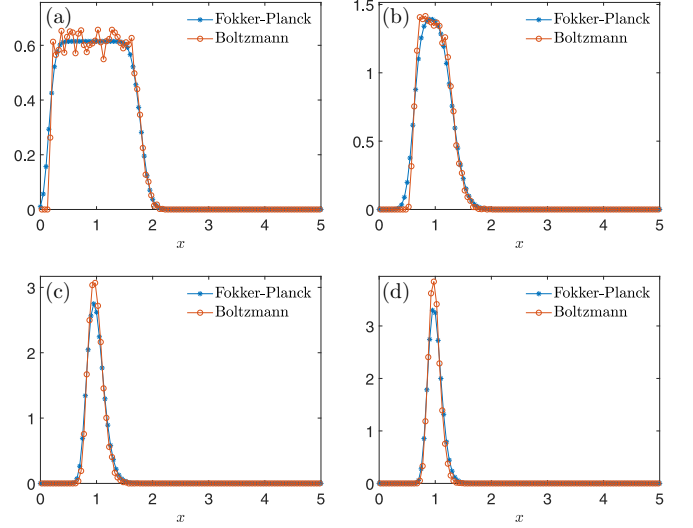 (a)
Fokker-Planck
Boltzmann
0.6
0.4
0.2
0
0 1 2 3 4 5
x
(b)
Fokker-Planck
Boltzmann
1.5
1
0.5
0
0 1 2 3 4 5
x
(c)
Fokker-Planck
Boltzmann
3
2
1
0
0 1 2 3 4 5
x
(d)
Fokker-Planck
Boltzmann
3
2
1
0
0 1 2 3 4 5
x